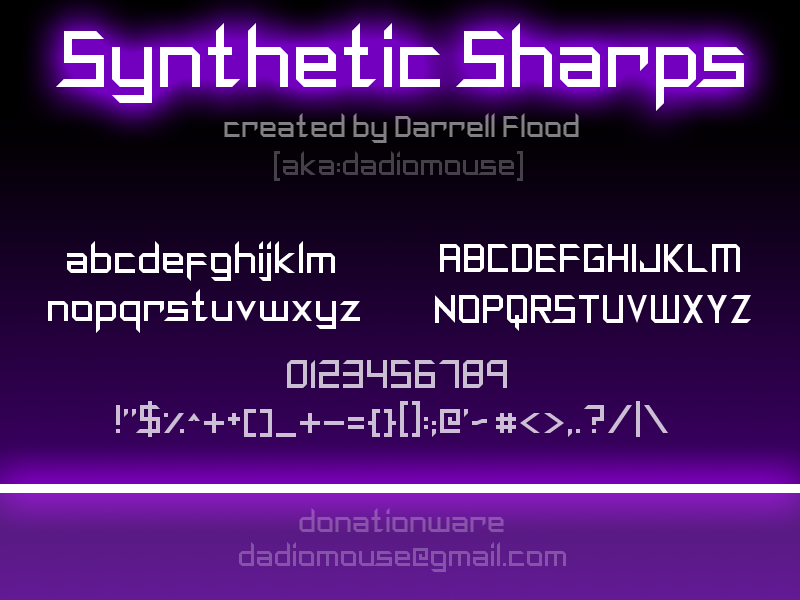 Synthetic Sharps
created by Darrell Flood
[aka:dadiomouse]
abcdefghijklm
nopqrstuvwxyz
ABCDEFGHIJKLM
NOPQRSTUVWXYZ
0123456789
!"$%^+*[]_+-={}[]:;@'~#<>,.?/|\
donationware
dadiomouse@gmail.com